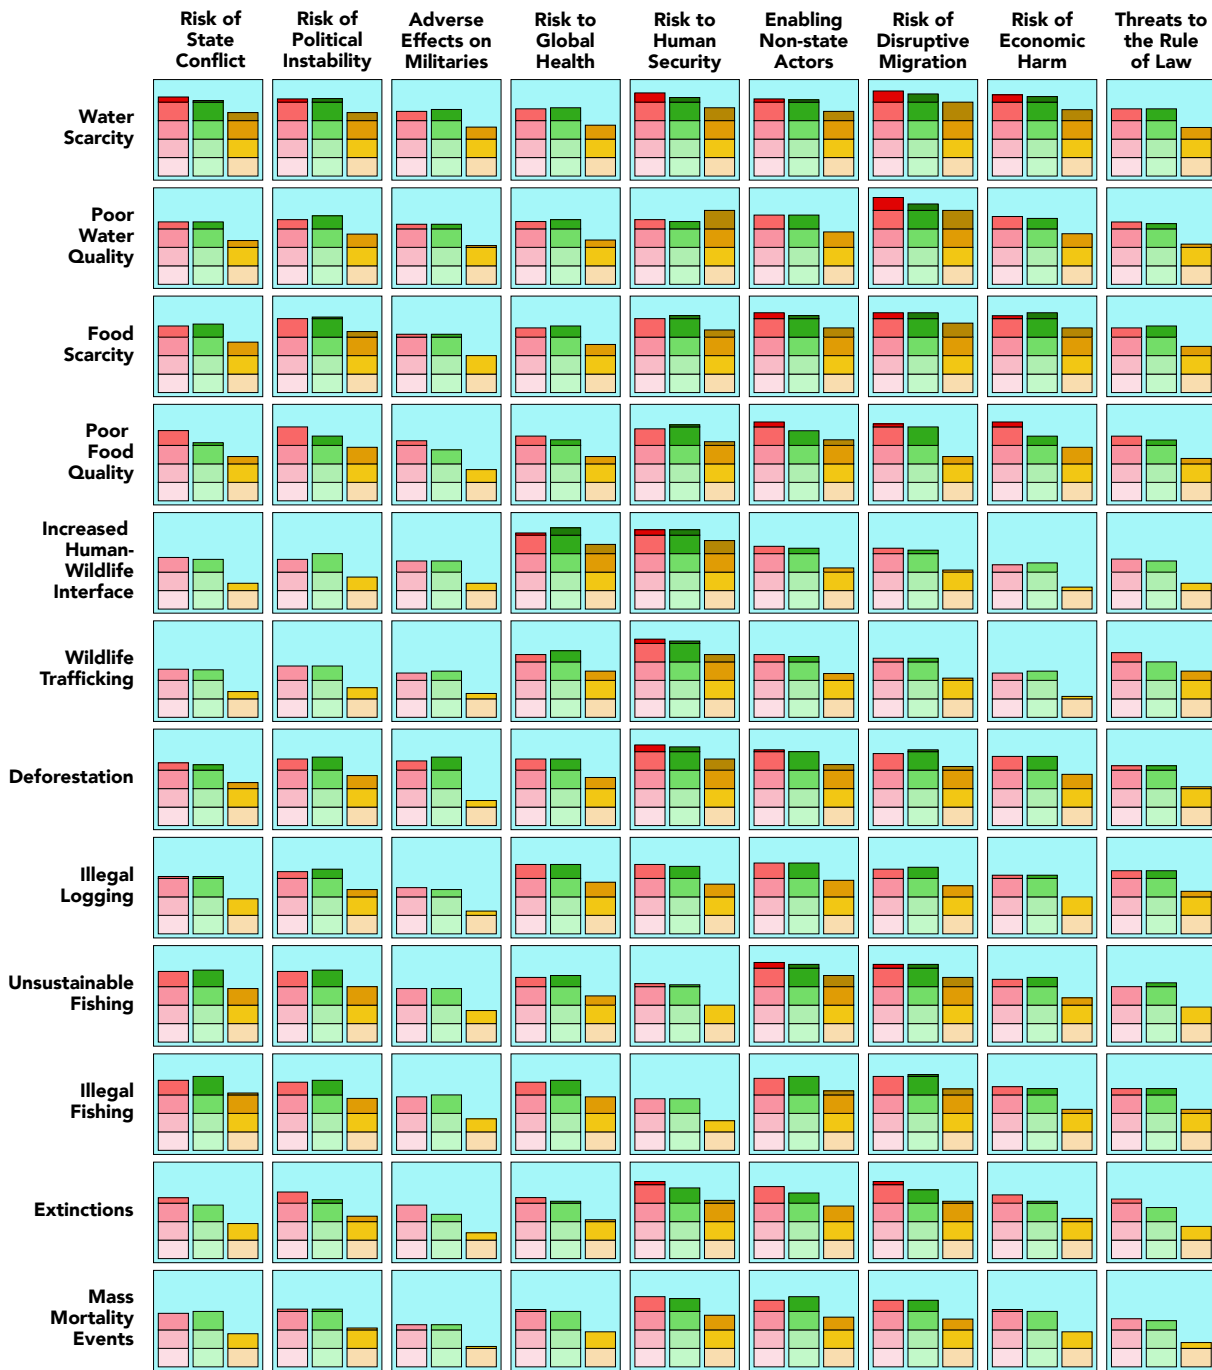 Risk of State Conflict
Risk of Political Instability
Adverse Effects on Militaries
Risk to Global Health
Risk to Human Security
Enabling Non-state Actors
Risk of Disruptive Migration
Risk of Economic Harm
Threats to the Rule of Law
Water
Scarcity
Poor
Water
Quality
Food
Scarcity
Poor
Food
Quality
Increased
Human-
Wildlife
Interface
Wildlife
Trafficking
Deforestation
Illegal
Logging
Unsustainable
Fishing
Illegal
Fishing
Extinctions
Mass
Mortality
Events